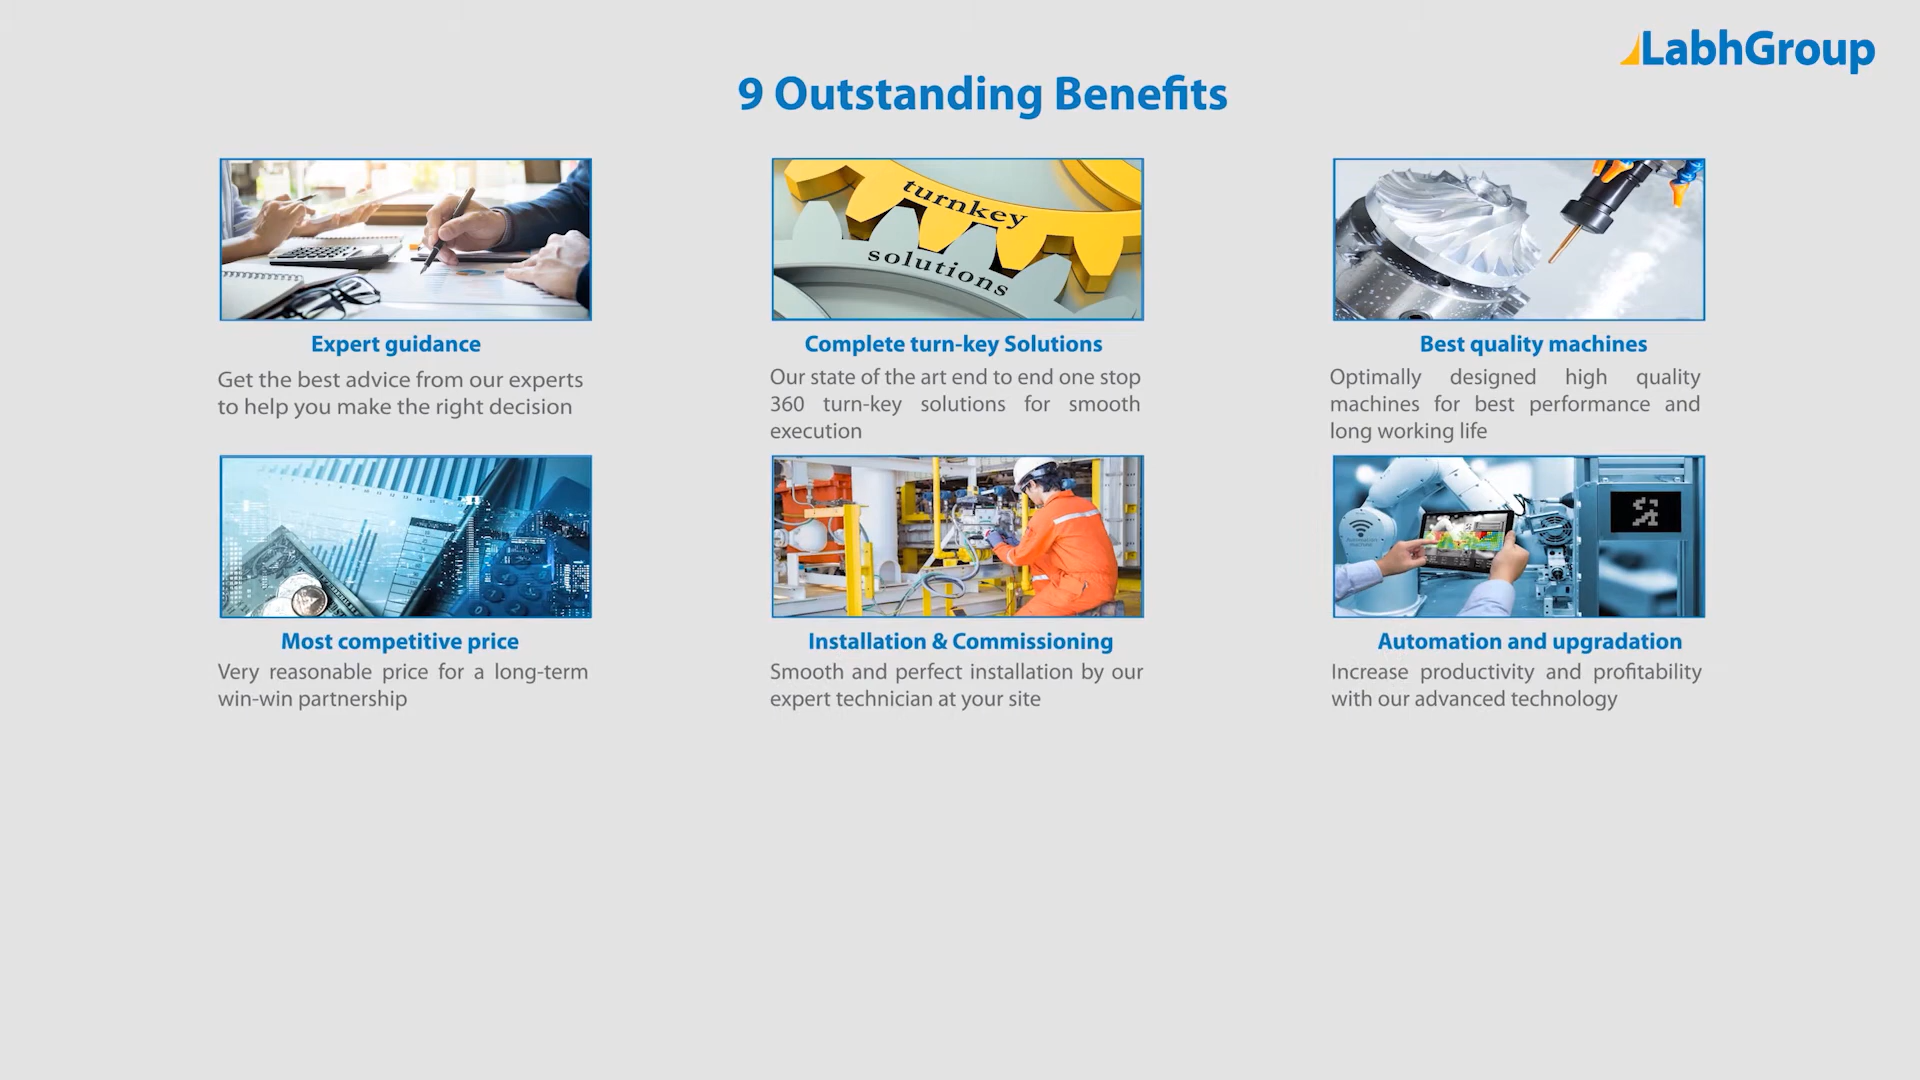 LabhGroup
9 Outstanding Benefits
turnkey
solutions
Expert guidance
Get the best advice from our experts
to help you make the right decision
Complete turn-key Solutions
Our state of the art end to end one stop
360 turn-key solutions for smooth
execution
Best quality machines
Optimally designed high quality
machines for best performance and
long working life
Most competitive price
Very reasonable price for a long-term
win-win partnership
Installation & Commissioning
Smooth and perfect installation by our
expert technician at your site
Automation and upgradation
Increase productivity and profitability
with our advanced technology